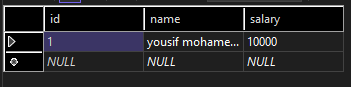 id name salary
1 yousif mohame... 10000
NULL NULL NULL